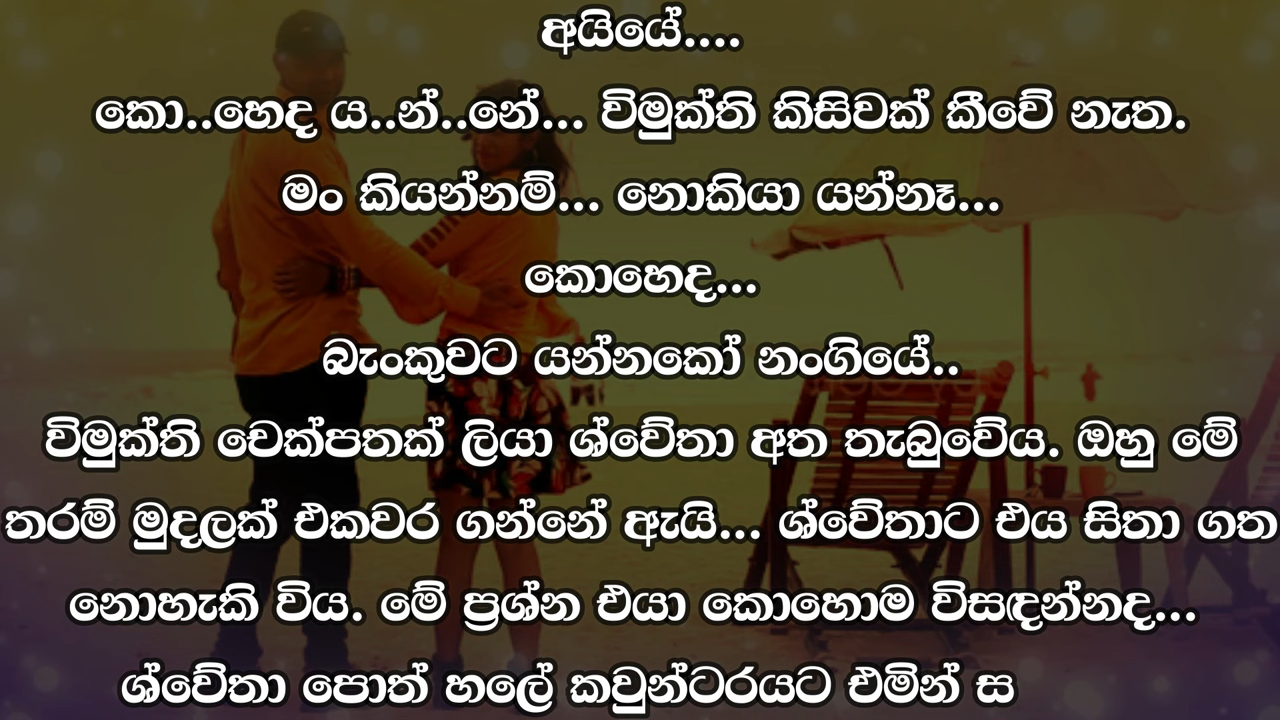 අයියේ....
කො..හෙද ය..න්..නේ... විමුක්ති කිසිවක් කීවේ නැත.
මං කියන්නම්... නොකියා යන්නෑ...
කොහෙද...
බැංකුවට යන්නකෝ නංගියේ..
විමුක්ති චෙක්පතක් ලියා ශ්වේතා අත තැබුවේය. ඔහු මේ
තරම් මුදලක් එකවර ගන්නේ ඇයි... ශ්වේතාට එය සිතා ගත
නොහැකි විය. මේ ප්‍රශ්න එයා කොහොම විසඳන්නද...
ශ්වේතා පොත් හලේ කවුන්ටරයට එමින් ස